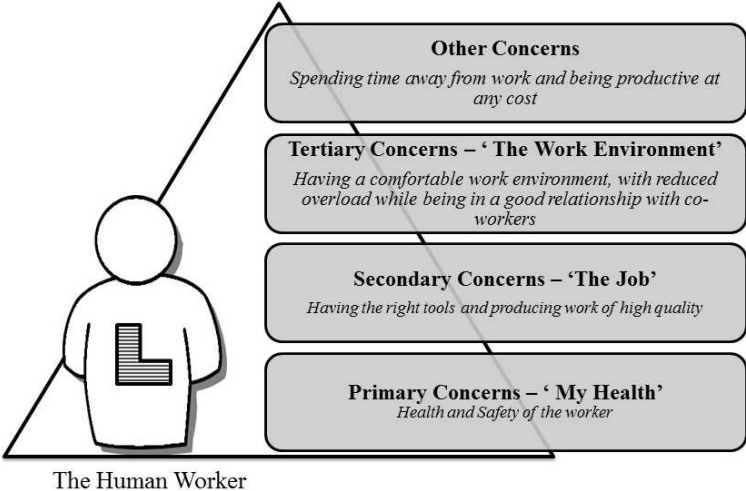 Other Concerns
Spending time away from work and being productive at
any cost
Tertiary Concerns – ‘ The Work Environment’
Having a comfortable work environment, with reduced
overload while being in a good relationship with co-
workers
Secondary Concerns – ‘The Job’
Having the right tools and producing work of high quality
Primary Concerns – ‘ My Health’
Health and Safety of the worker
L
The Human Worker